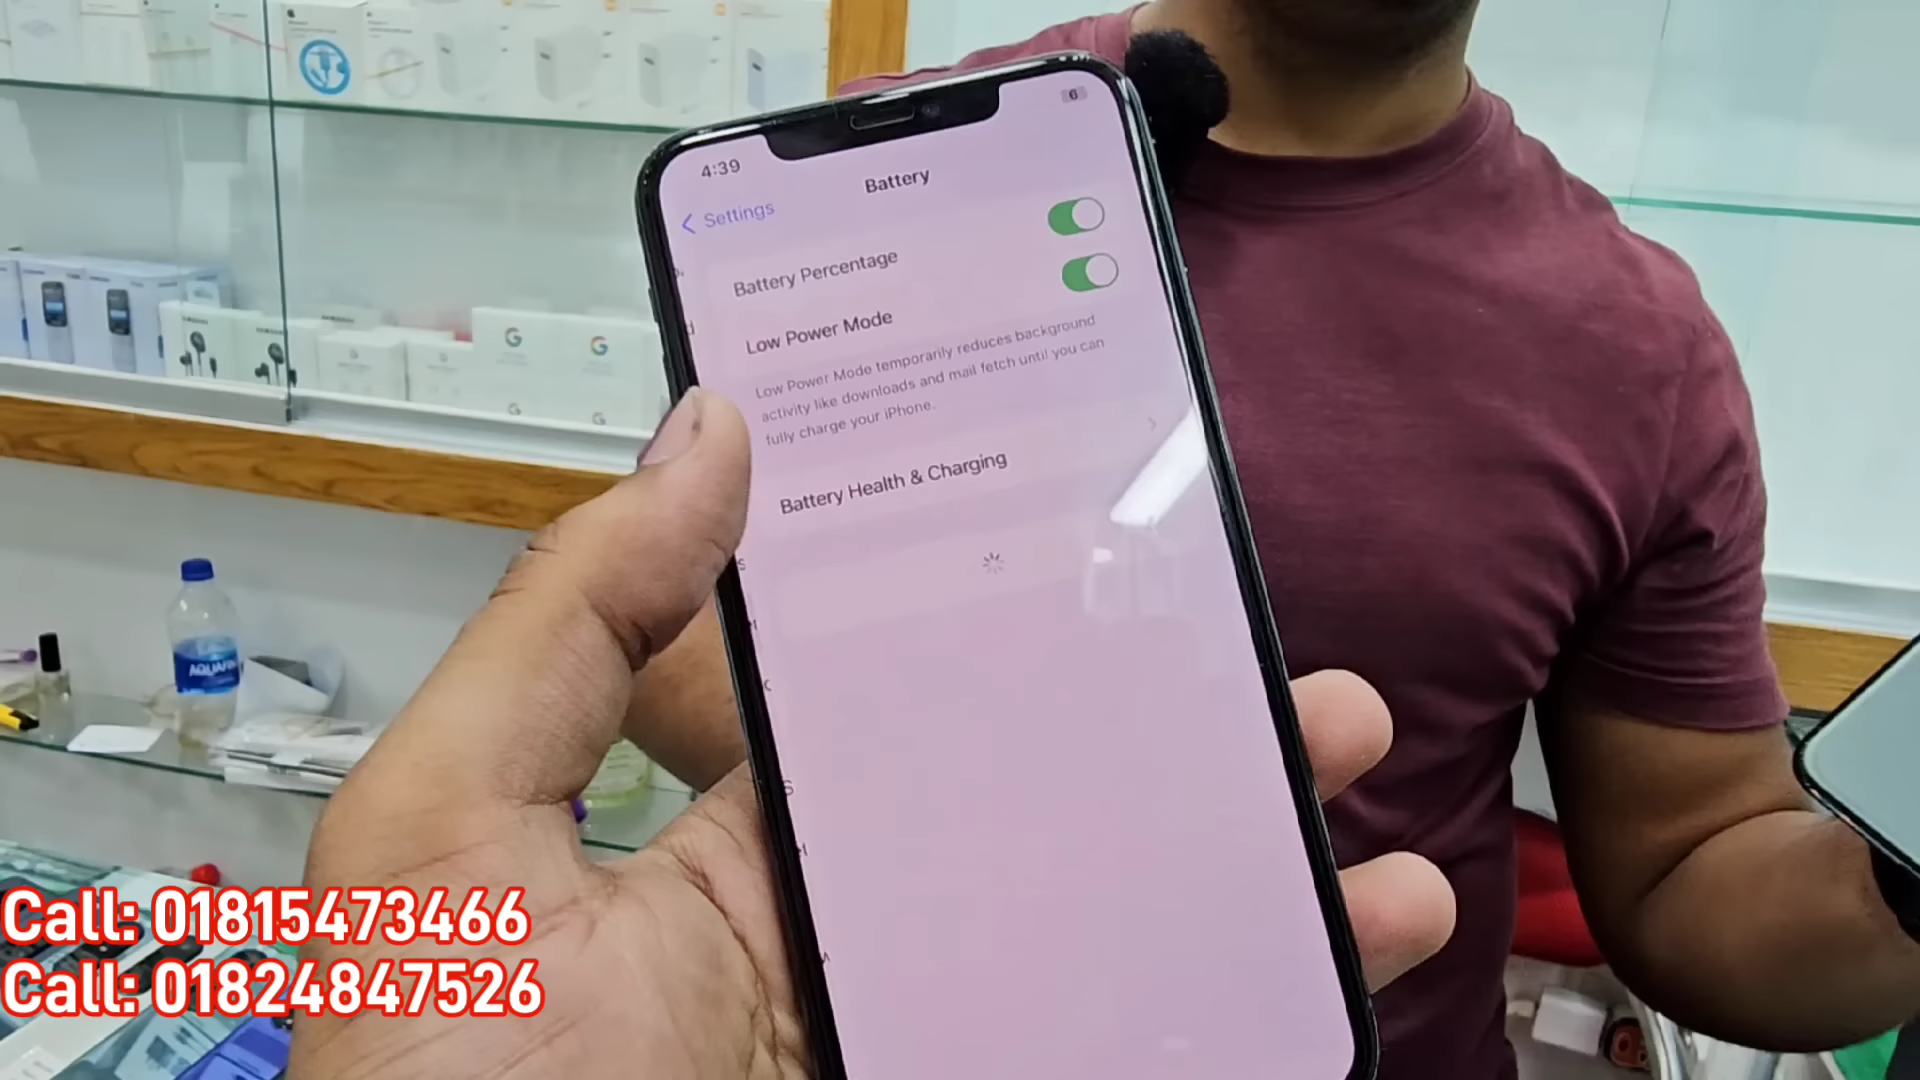 6
4:39
Battery
Settings
Battery Percentage
Low Power Mode
Low Power Mode temporarily reduces background
activity like downloads and mail fetch until you can
fully charge your iPhone.
Battery Health & Charging
Call: 01815473466
Call: 01824847526